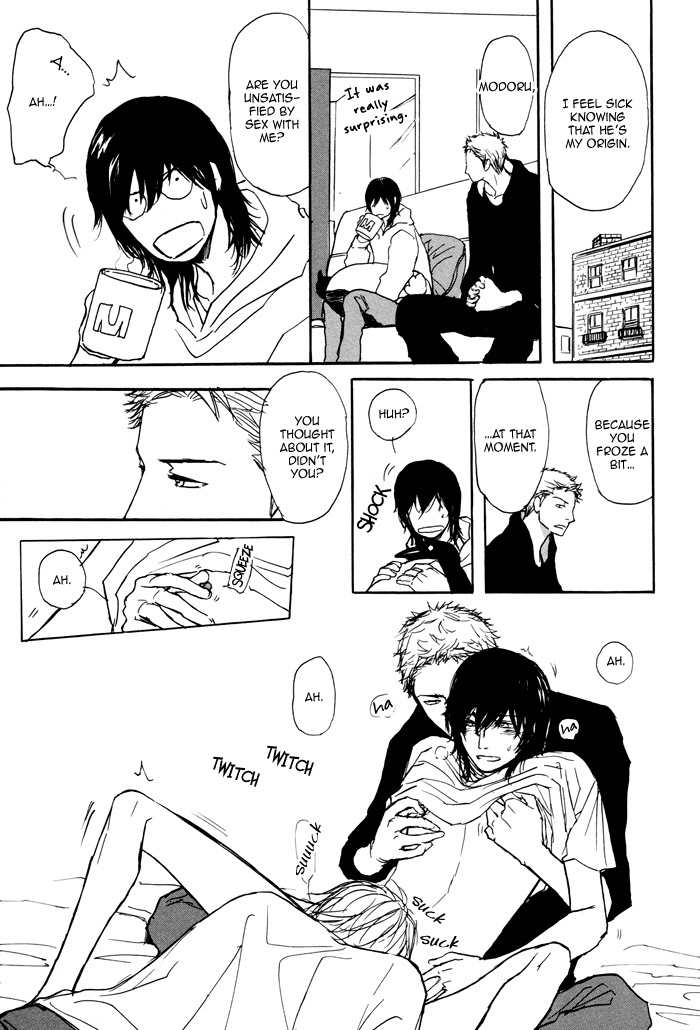 I FEEL SICK
KNOWING
THAT HE'S
MY ORIGIN.
MODORU,
It was
really
surprising.
M
ARE YOU
UNSATIS-
FIED BY
SEX WITH
ME?
A...
AH...!
M
BECAUSE
YOU
FROZE A
BIT...
...AT THAT
MOMENT.
HUH?
SHOCK
YOU
THOUGHT
ABOUT IT,
DIDN'T
YOU?
SQUEEZE
AH.
AH.
ha
ha
AH.
TWITCH
TWITCH
suuuck
suck
suck